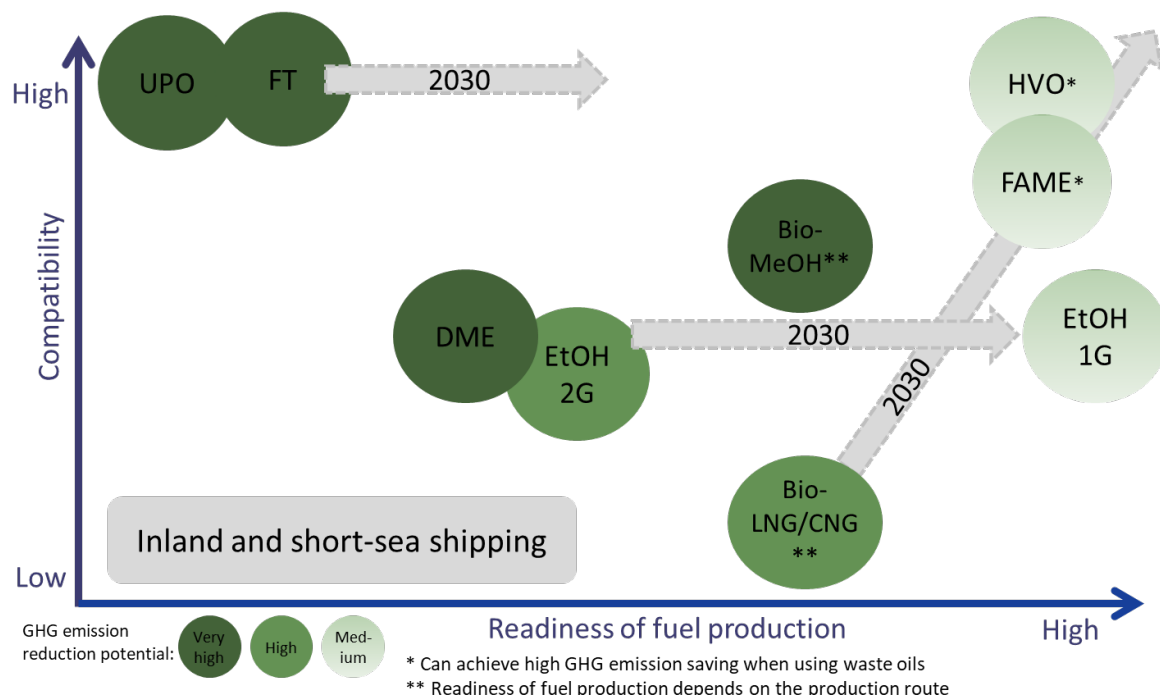 High
UPO
FT
2030
HVO*
FAME*
Bio-
MeOH**
DME
EtOH
2G
2030
EtOH
1G
2030
Bio-
LNG/CNG
**
Compatibility
Inland and short-sea shipping
Low
Readiness of fuel production
High
GHG emission
reduction potential:
Very
high
High
Med-
ium
* Can achieve high GHG emission saving when using waste oils
** Readiness of fuel production depends on the production route